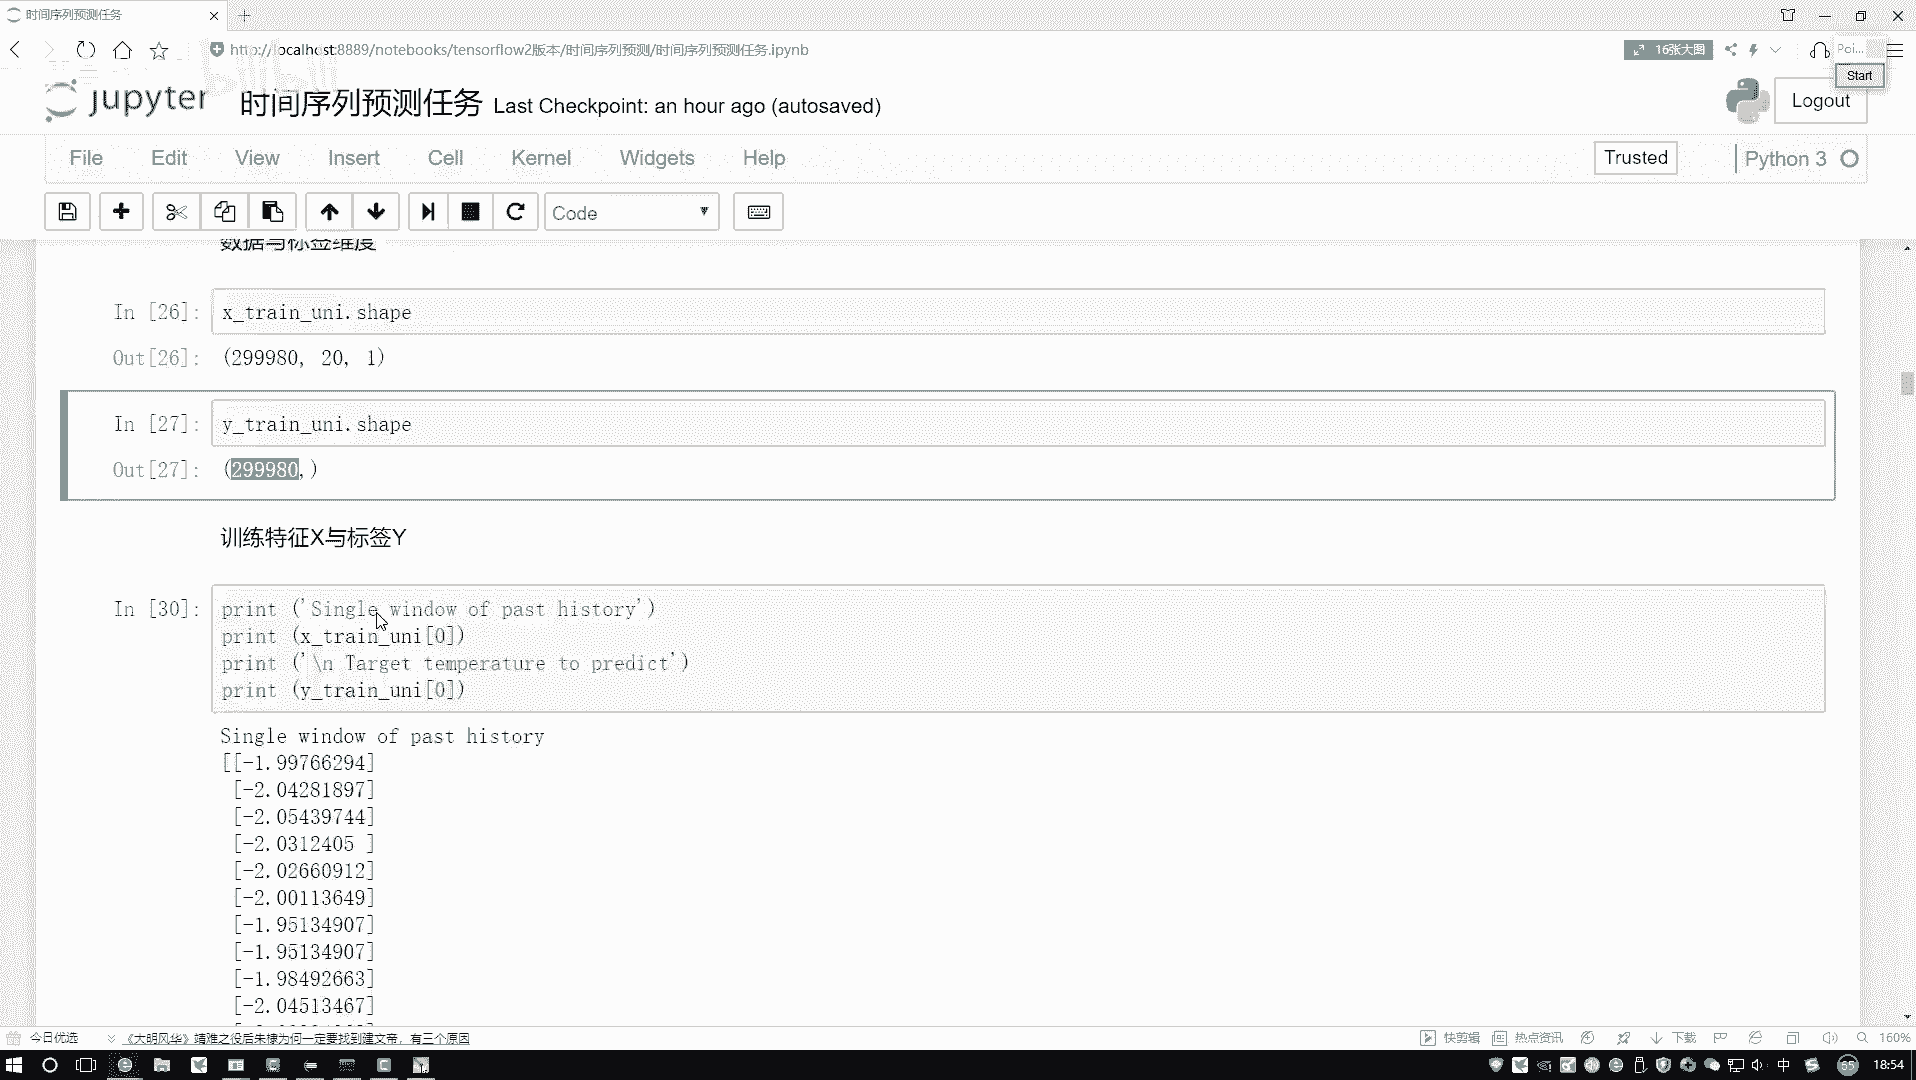 时间序列预测任务
http://localhost:8889/notebooks/tensorflow2版本/时间序列预测/时间序列预测任务.ipynb
16张大图
Poi...
Start
jupyter 时间序列预测任务 Last Checkpoint: an hour ago (autosaved)
Logout
File Edit View Insert Cell Kernel Widgets Help
Trusted
Python 3
Code
数据与标签维度
In [26]: x_train_uni.shape
Out[26]: (299980, 20, 1)
In [27]: y_train_uni.shape
Out[27]: (299980,)
训练特征X与标签Y
In [30]: print ('Single window of past history')
print (x_train_uni[0])
print ('\n Target temperature to predict')
print (y_train_uni[0])
Single window of past history
[[-1.99766294]
[-2.04281897]
[-2.05439744]
[-2.0312405 ]
[-2.02660912]
[-2.00113649]
[-1.95134907]
[-1.95134907]
[-1.98492663]
[-2.04513467]
今日优选
《大明风华》靖难之役后朱棣为何一定要找到建文帝，有三个原因
快剪辑
热点资讯
下载
160%
中
55
18:54